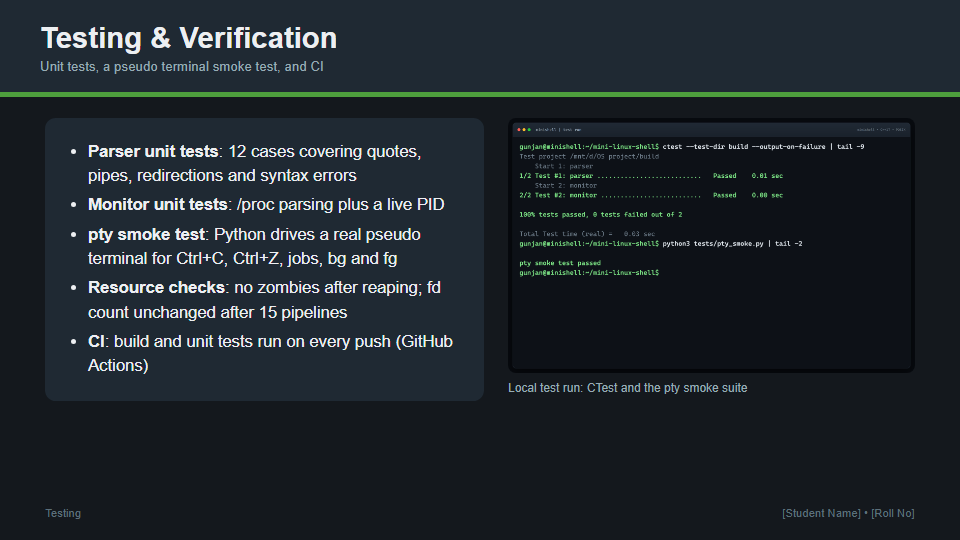 Testing & Verification
Unit tests, a pseudo terminal smoke test, and CI
• Parser unit tests: 12 cases covering quotes,
pipes, redirections and syntax errors
• Monitor unit tests: /proc parsing plus a live PID
• pty smoke test: Python drives a real pseudo
terminal for Ctrl+C, Ctrl+Z, jobs, bg and fg
• Resource checks: no zombies after reaping; fd
count unchanged after 15 pipelines
• CI: build and unit tests run on every push (GitHub
Actions)
minishell | test run
gunjan@minishell:~/mini-linux-shell$ ctest --test-dir build --output-on-failure | tail -9
Test project /mnt/d/OS project/build
Start 1: parser
1/2 Test #1: parser ........................... Passed 0.01 sec
Start 2: monitor
2/2 Test #2: monitor .......................... Passed 0.00 sec
100% tests passed, 0 tests failed out of 2
Total Test time (real) = 0.03 sec
gunjan@minishell:~/mini-linux-shell$ python3 tests/pty_smoke.py | tail -2
pty smoke test passed
gunjan@minishell:~/mini-linux-shell$
Local test run: CTest and the pty smoke suite
Testing
[Student Name] • [Roll No]